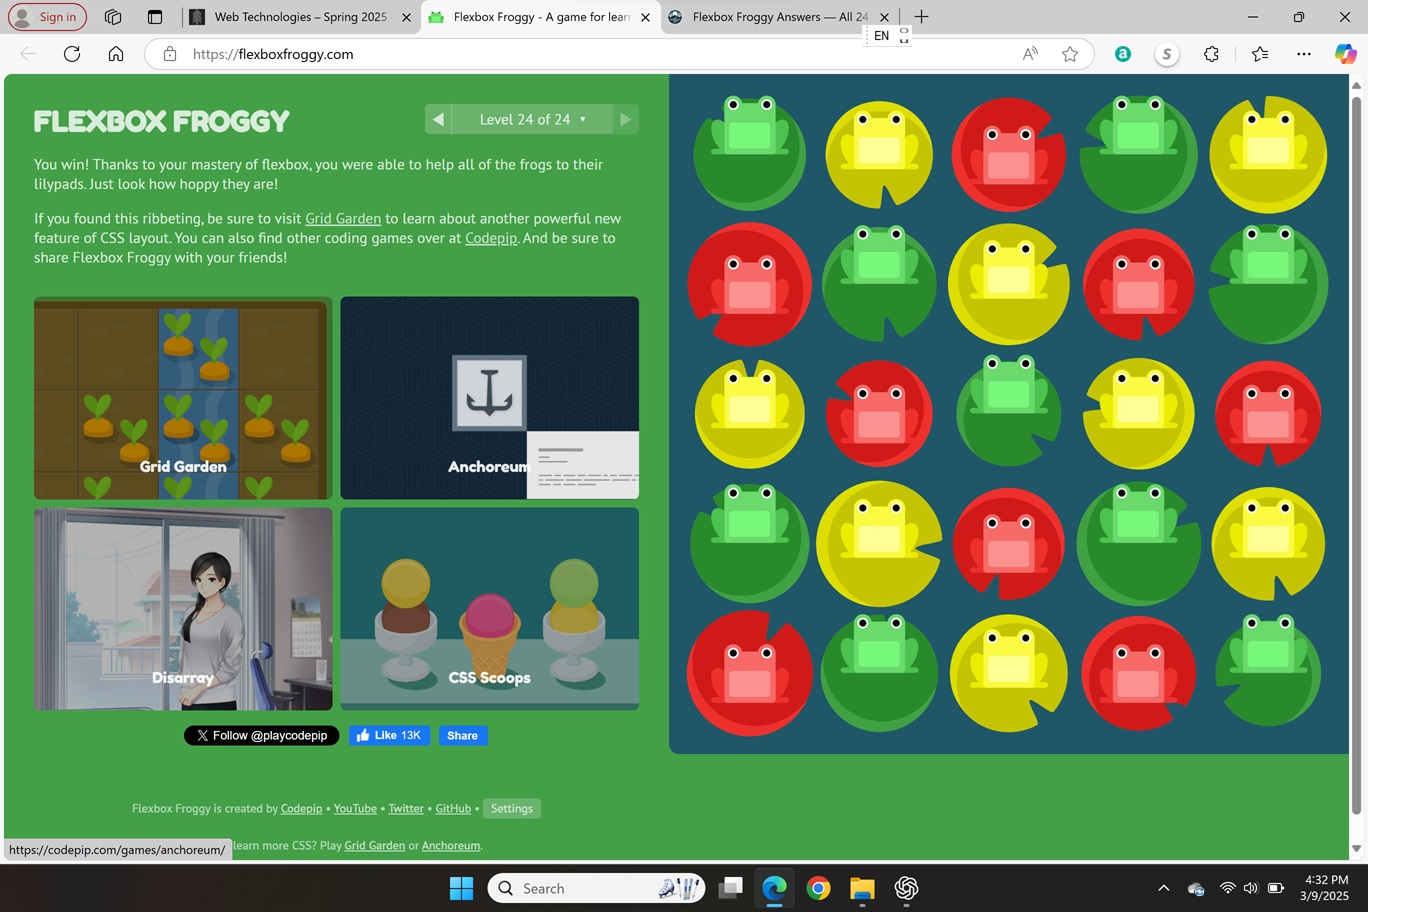 Sign in
Web Technologies – Spring 2025
Flexbox Froggy - A game for lear
Flexbox Froggy Answers — All 24
EN
https://flexboxfroggy.com
FLEXBOX FROGGY
Level 24 of 24
You win! Thanks to your mastery of flexbox, you were able to help all of the frogs to their
lilypads. Just look how hoppy they are!
If you found this ribbeting, be sure to visit Grid Garden to learn about another powerful new
feature of CSS layout. You can also find other coding games over at Codepip. And be sure to
share Flexbox Froggy with your friends!
Grid Garden
Anchoreum
Disarray
CSS Scoops
Follow @playcodepip
Like 13K
Share
Flexbox Froggy is created by Codepip • YouTube • Twitter • GitHub • Settings
https://codepip.com/games/anchoreum/
learn more CSS? Play Grid Garden or Anchoreum.
Search
4:32 PM
3/9/2025